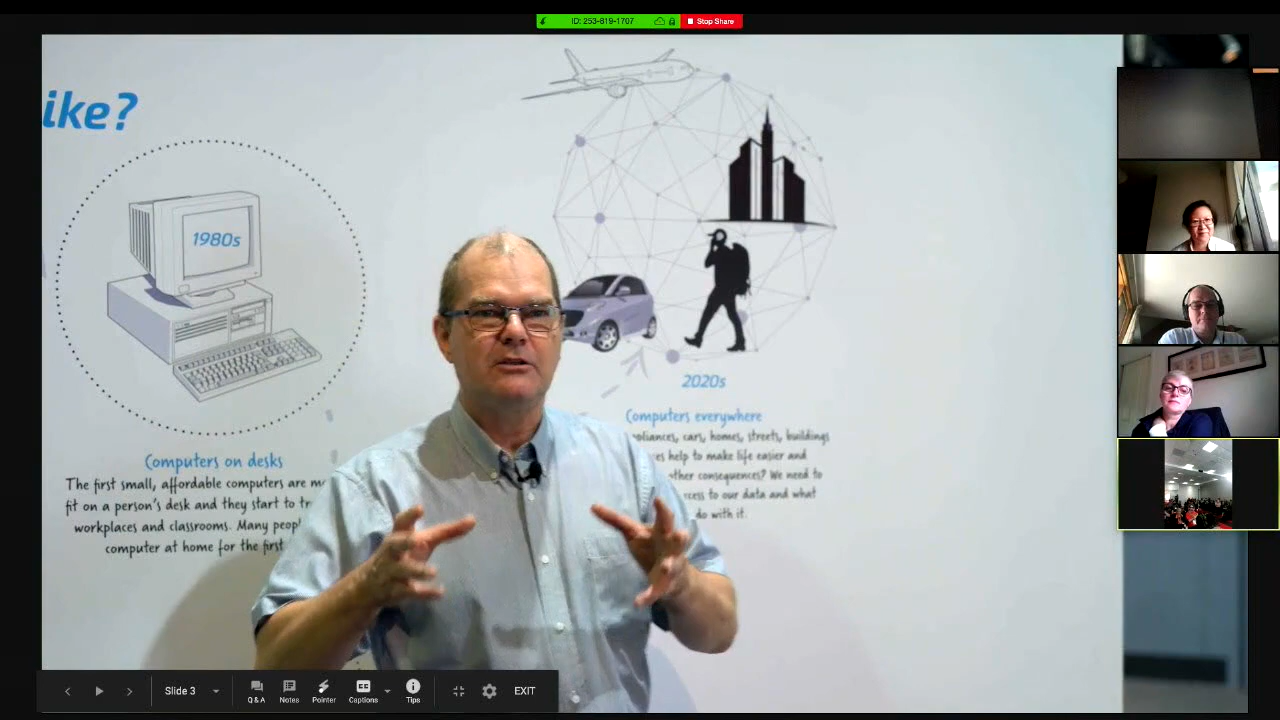 ID: 253-819-1707
Stop Share
ike?
1980s
Computers on desks
The first small, affordable computers are
fit on a person's desk and they start to
workplaces and classrooms. Many
computer at home for the first
2020s
Computers everywhere
cars, homes, streets, buildings
help to make life easier and
other consequences? We need to
to our data and what
do with it.
Slide 3
Q & A
Notes
Pointer
CC
Captions
Tips
EXIT